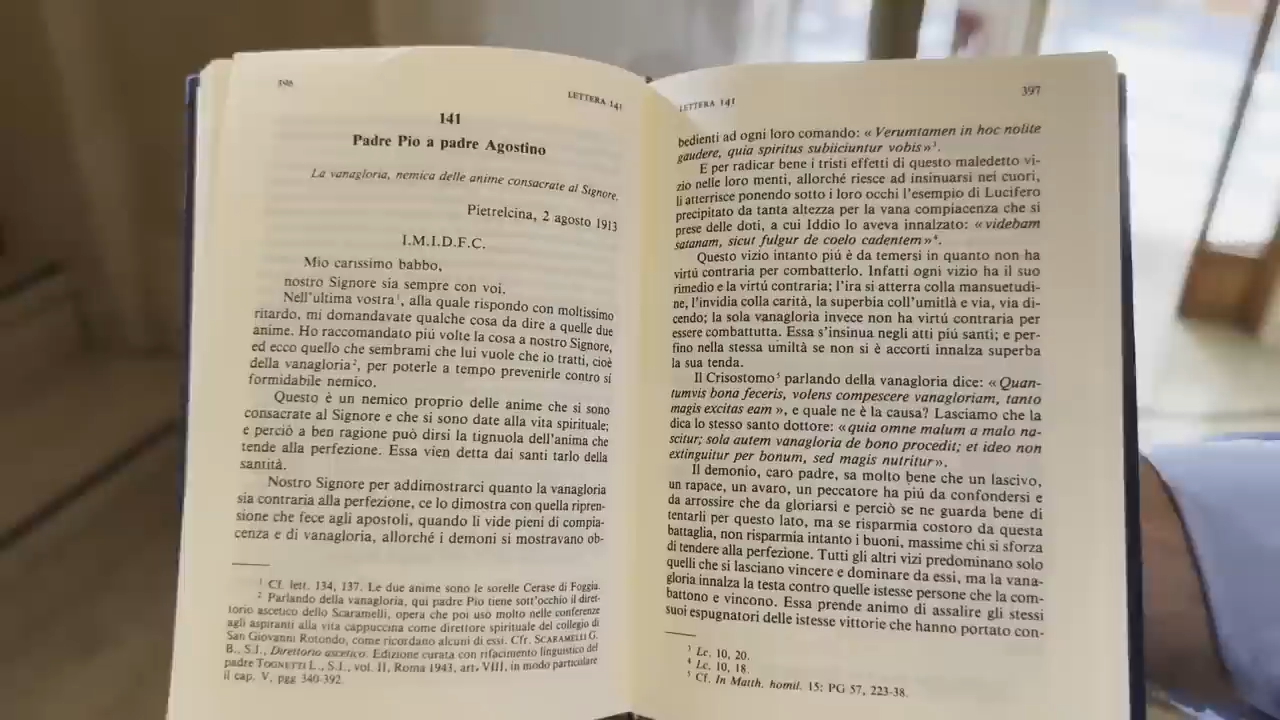 396
LETTERA 141
141
Padre Pio a padre Agostino
La vanagloria, nemica delle anime consacrate al Signore.
Pietrelcina, 2 agosto 1913
I.M.I.D.F.C.
Mio carissimo babbo,
nostro Signore sia sempre con voi.
Nell'ultima vostra¹, alla quale rispondo con moltissimo
ritardo, mi domandavate qualche cosa da dire a quelle due
anime. Ho raccomandato piú volte la cosa a nostro Signore,
ed ecco quello che sembrami che lui vuole che io tratti, cioè
della vanagloria², per poterle a tempo prevenirle contro sí
formidabile nemico.
Questo è un nemico proprio delle anime che si sono
consacrate al Signore e che si sono date alla vita spirituale;
e perciò a ben ragione può dirsi la tignuola dell'anima che
tende alla perfezione. Essa vien detta dai santi tarlo della
santità.
Nostro Signore per addimostrarci quanto la vanagloria
sia contraria alla perfezione, ce lo dimostra con quella ripren-
sione che fece agli apostoli, quando li vide pieni di compia-
cenza e di vanagloria, allorché i demoni si mostravano ob-
¹ Cf. lett. 134, 137. Le due anime sono le sorelle Cerase di Foggia.
² Parlando della vanagloria, qui padre Pio tiene sott'occhio il diret-
torio ascetico dello Scaramelli, opera che poi uso molto nelle conferenze
agli aspiranti alla vita cappuccina come direttore spirituale del collegio di
San Giovanni Rotondo, come ricordano alcuni di essi. Cfr. SCARAMELLI G.
B., S.I., Direttorio ascetico. Edizione curata con rifacimento linguistico del
padre TOGNETTI L., S.I., vol. II, Roma 1943, art. VIII, in modo particolare
il cap. V, pgg 340-392.
LETTERA 141
397
bedienti ad ogni loro comando: « Verumtamen in hoc nolite
gaudere, quia spiritus subiiciuntur vobis »³.
E per radicar bene i tristi effetti di questo maledetto vi-
zio nelle loro menti, allorché riesce ad insinuarsi nei cuori,
li atterrisce ponendo sotto i loro occhi l'esempio di Lucifero
precipitato da tanta altezza per la vana compiacenza che si
prese delle doti, a cui Iddio lo aveva innalzato: « videbam
satanam, sicut fulgur de coelo cadentem »⁴.
Questo vizio intanto piú è da temersi in quanto non ha
virtú contraria per combatterlo. Infatti ogni vizio ha il suo
rimedio e la virtú contraria; l'ira si atterra colla mansuetudi-
ne, l'invidia colla carità, la superbia coll'umitlà e via, via di-
cendo; la sola vanagloria invece non ha virtú contraria per
essere combattuta. Essa s'insinua negli atti piú santi; e per-
fino nella stessa umiltà se non si è accorti innalza superba
la sua tenda.
Il Crisostomo⁵ parlando della vanagloria dice: « Quan-
tumvis bona feceris, volens compescere vanagloriam, tanto
magis excitas eam », e quale ne è la causa? Lasciamo che la
dica lo stesso santo dottore: « quia omne malum a malo na-
scitur; sola autem vanagloria de bono procedit; et ideo non
extinguitur per bonum, sed magis nutritur ».
Il demonio, caro padre, sa molto bene che un lascivo,
un rapace, un avaro, un peccatore ha piú da confondersi e
da arrossire che da gloriarsi e perciò se ne guarda bene di
tentarli per questo lato, ma se risparmia costoro da questa
battaglia, non risparmia intanto i buoni, massime chi si sforza
di tendere alla perfezione. Tutti gli altri vizi predominano solo
quelli che si lasciano vincere e dominare da essi, ma la vana-
gloria innalza la testa contro quelle istesse persone che la com-
battono e vincono. Essa prende animo di assalire gli stessi
suoi espugnatori delle istesse vittorie che hanno portato con-
³ Lc. 10, 20.
⁴ Lc. 10, 18.
⁵ Cf. In Matth. homil. 15: PG 57, 223-38.